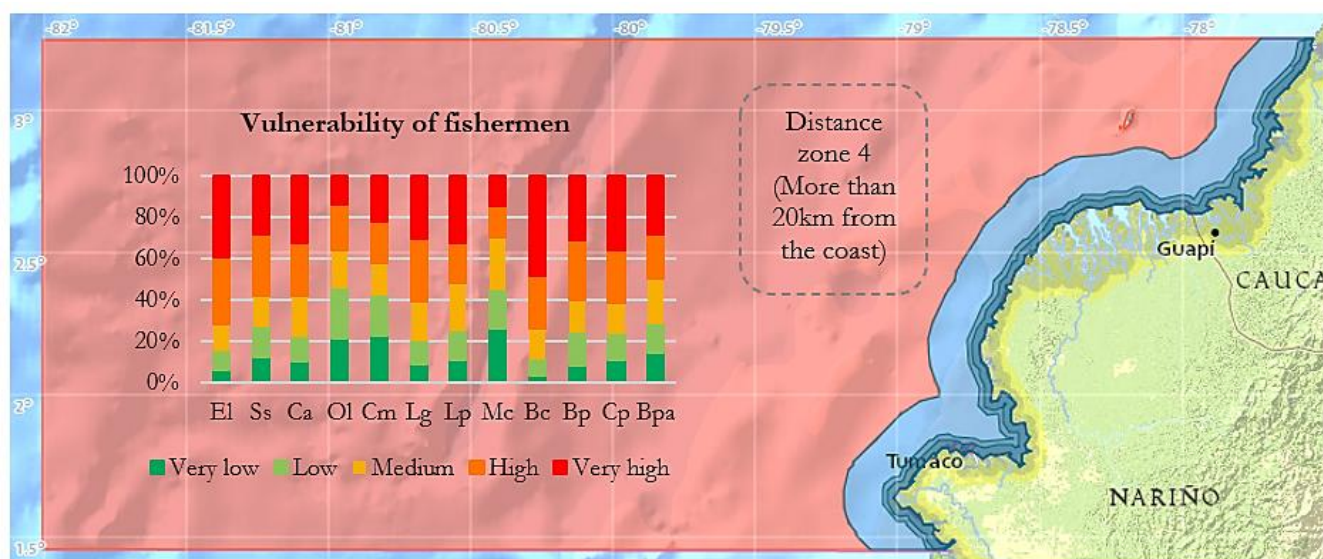 -82° -81.5° -81° -80.5° -80° -79.5° -79° -78.5° -78°
3°
2.5°
2°
1.5°
Vulnerability of fishermen
100%
80%
60%
40%
20%
0%
El Ss Ca Ol Cm Lg Lp Mc Bc Bp Cp Bpa
Very low Low Medium High Very high
Distance
zone 4
(More than
20km from
the coast)
Guapí
CAUCA
Tumaco
NARIÑO